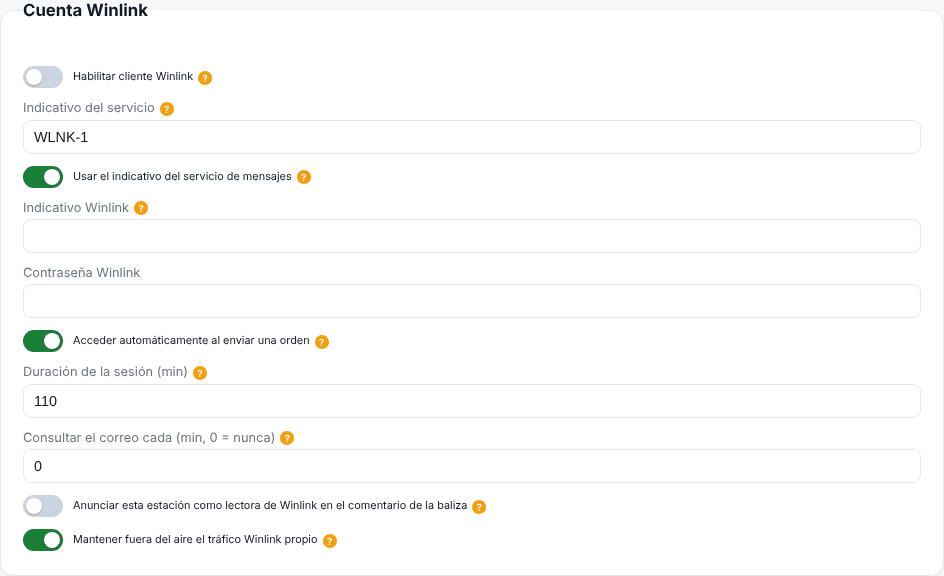 Cuenta Winlink
Habilitar cliente Winlink ?
Indicativo del servicio ?
WLNK-1
Usar el indicativo del servicio de mensajes ?
Indicativo Winlink ?
Contraseña Winlink
Acceder automáticamente al enviar una orden ?
Duración de la sesión (min) ?
110
Consultar el correo cada (min, 0 = nunca) ?
0
Anunciar esta estación como lectora de Winlink en el comentario de la baliza ?
Mantener fuera del aire el tráfico Winlink propio ?